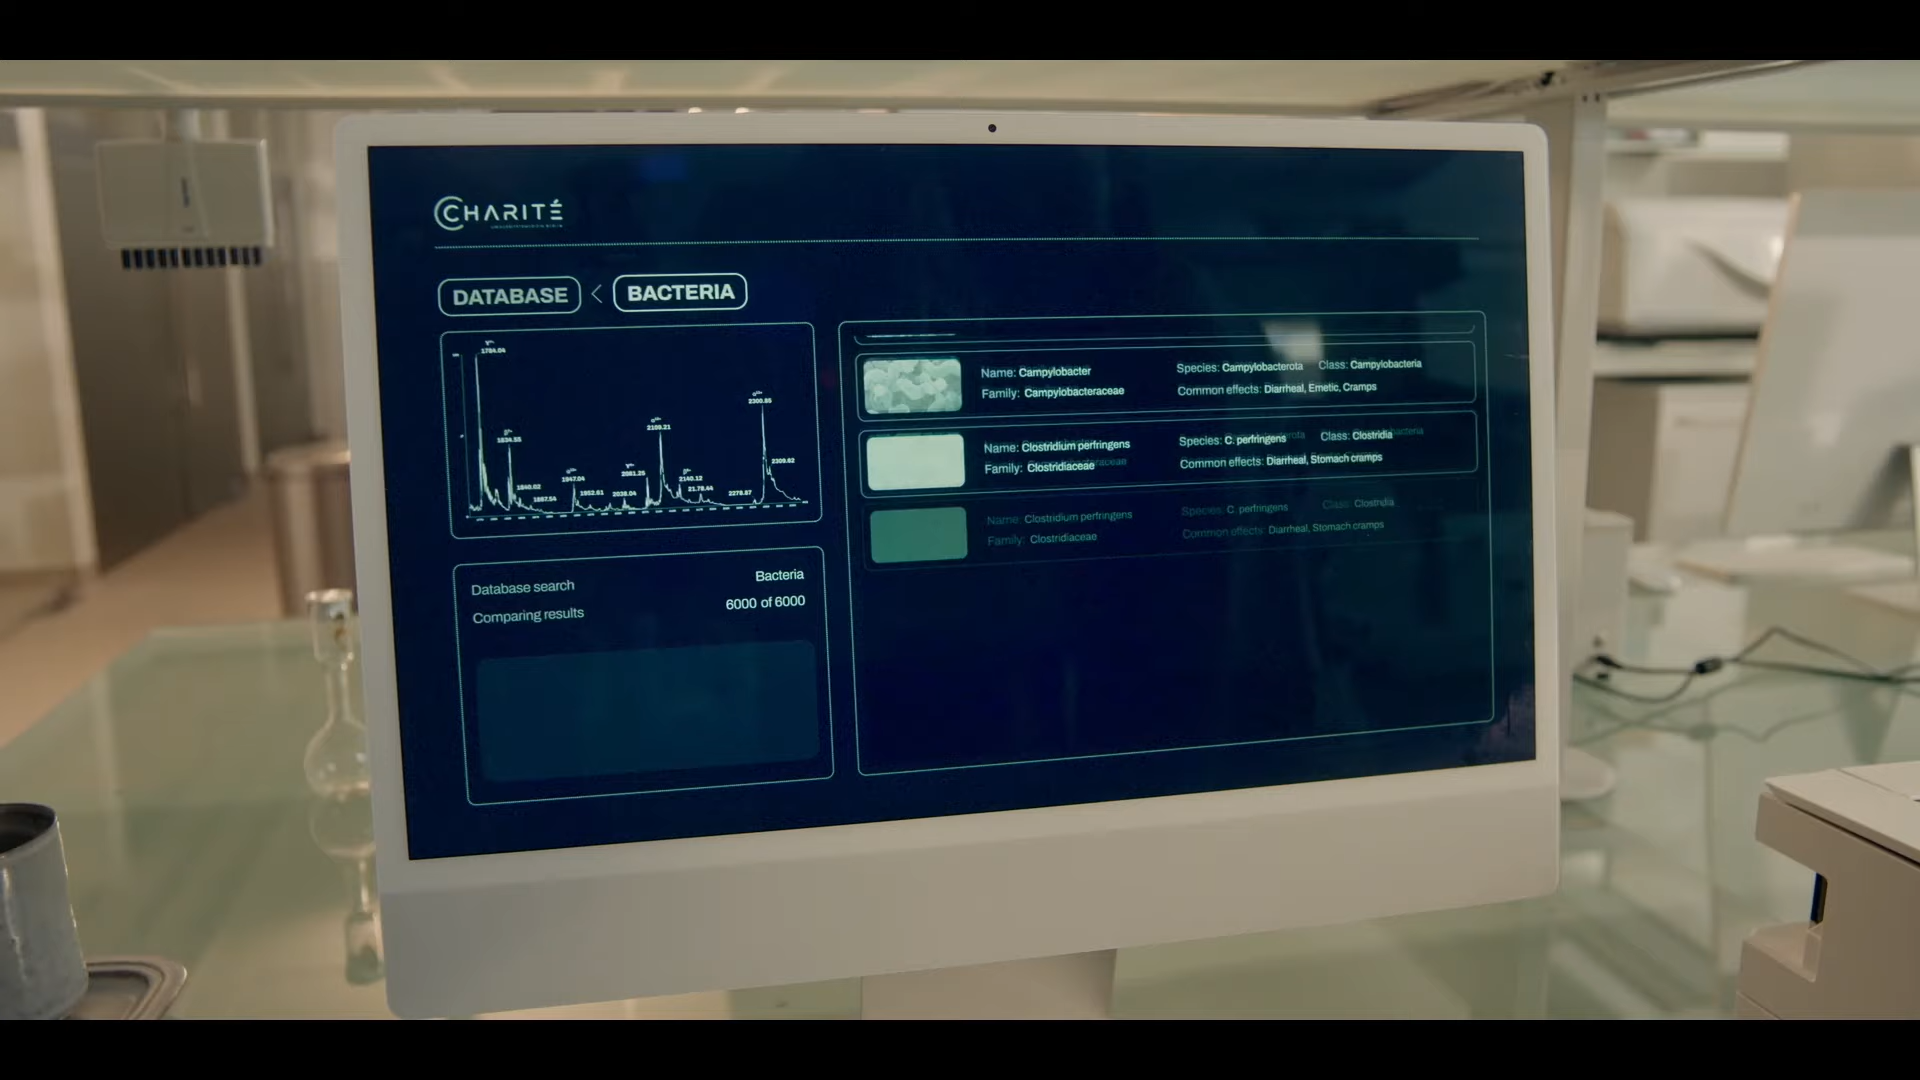 CHARITÉ
DATABASE < BACTERIA
1784.04
1834.55
1840.02
1887.54
1947.04
1952.61
2038.04
2081.26
2109.21
2140.12
21.78.44
2278.87
2300.85
2309.62
Database search Bacteria
Comparing results 6000 of 6000
Name: Campylobacter Species: Campylobacterota Class: Campylobacteria
Family: Campylobacteraceae Common effects: Diarrheal, Emetic, Cramps
Name: Clostridium perfringens Species: C. perfringens Class: Clostridia
Family: Clostridiaceae Common effects: Diarrheal, Stomach cramps
Name: Clostridium perfringens Species: C. perfringens Class: Clostridia
Family: Clostridiaceae Common effects: Diarrheal, Stomach cramps